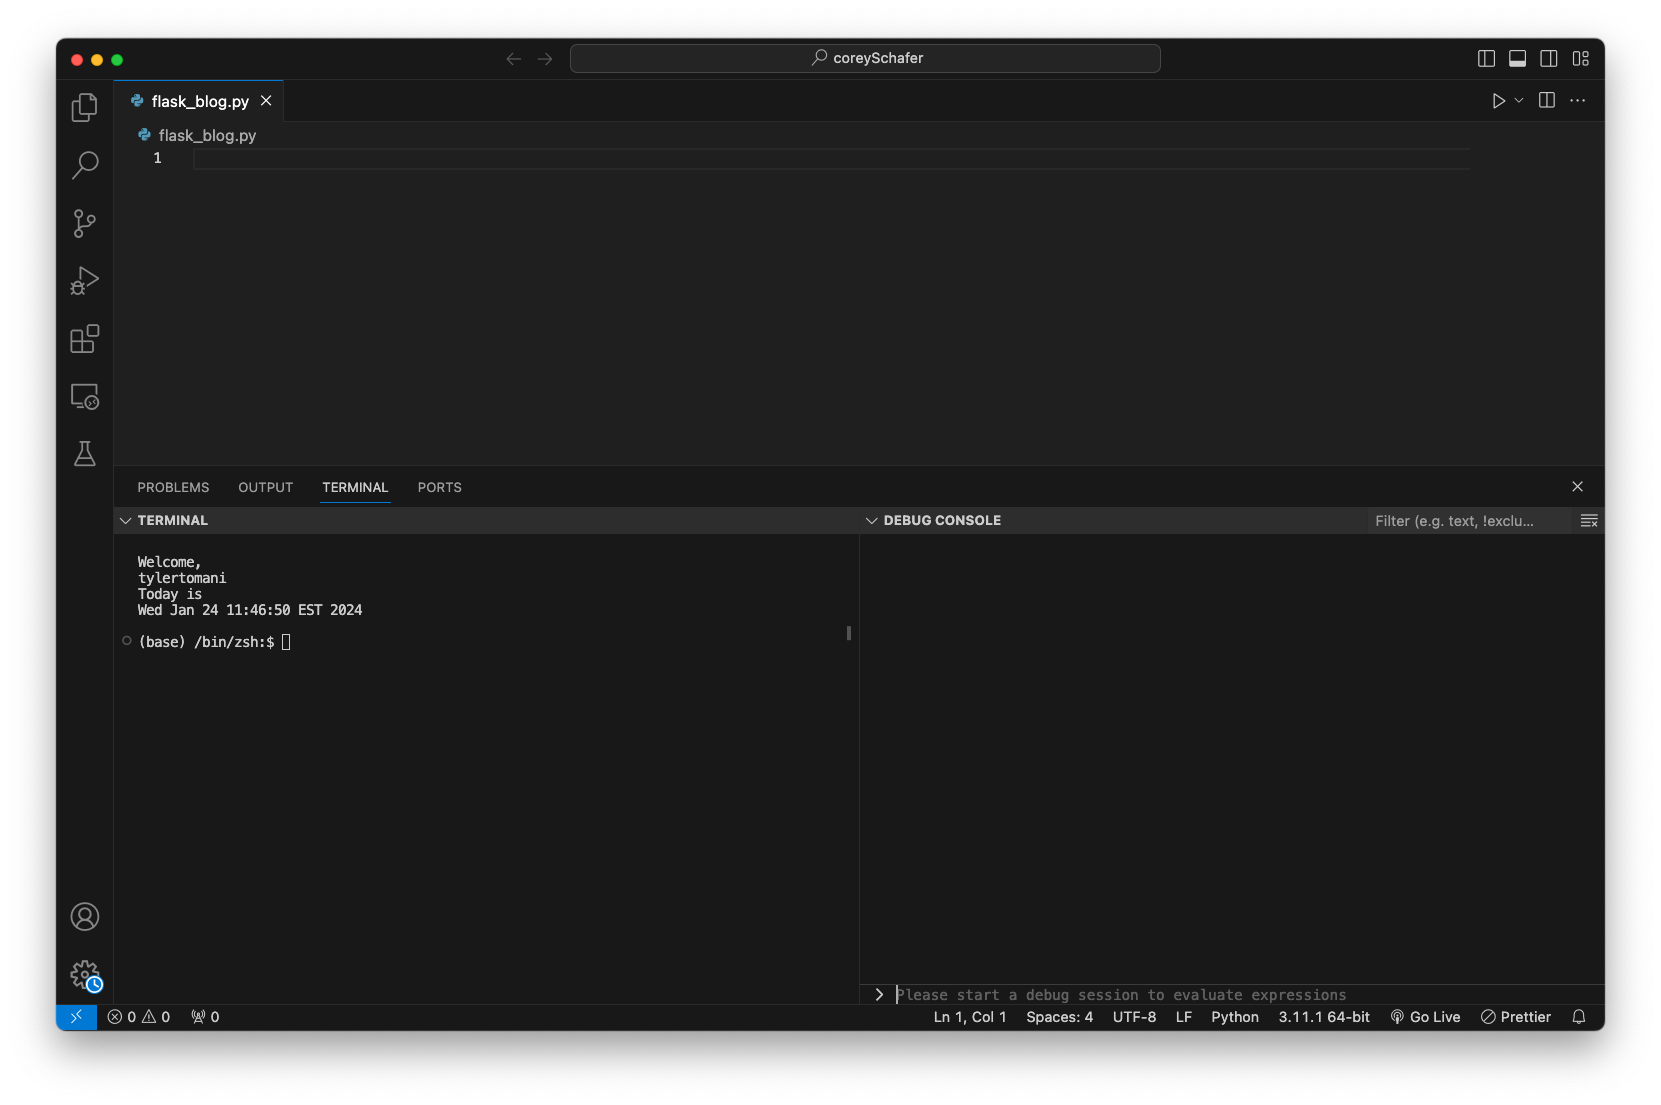 coreySchafer
flask_blog.py
flask_blog.py
1
PROBLEMS OUTPUT TERMINAL PORTS
TERMINAL
Welcome,
tylertomani
Today is
Wed Jan 24 11:46:50 EST 2024
(base) /bin/zsh:$
DEBUG CONSOLE Filter (e.g. text, !exclu...
Please start a debug session to evaluate expressions
0 0 0 Ln 1, Col 1 Spaces: 4 UTF-8 LF Python 3.11.1 64-bit Go Live Prettier